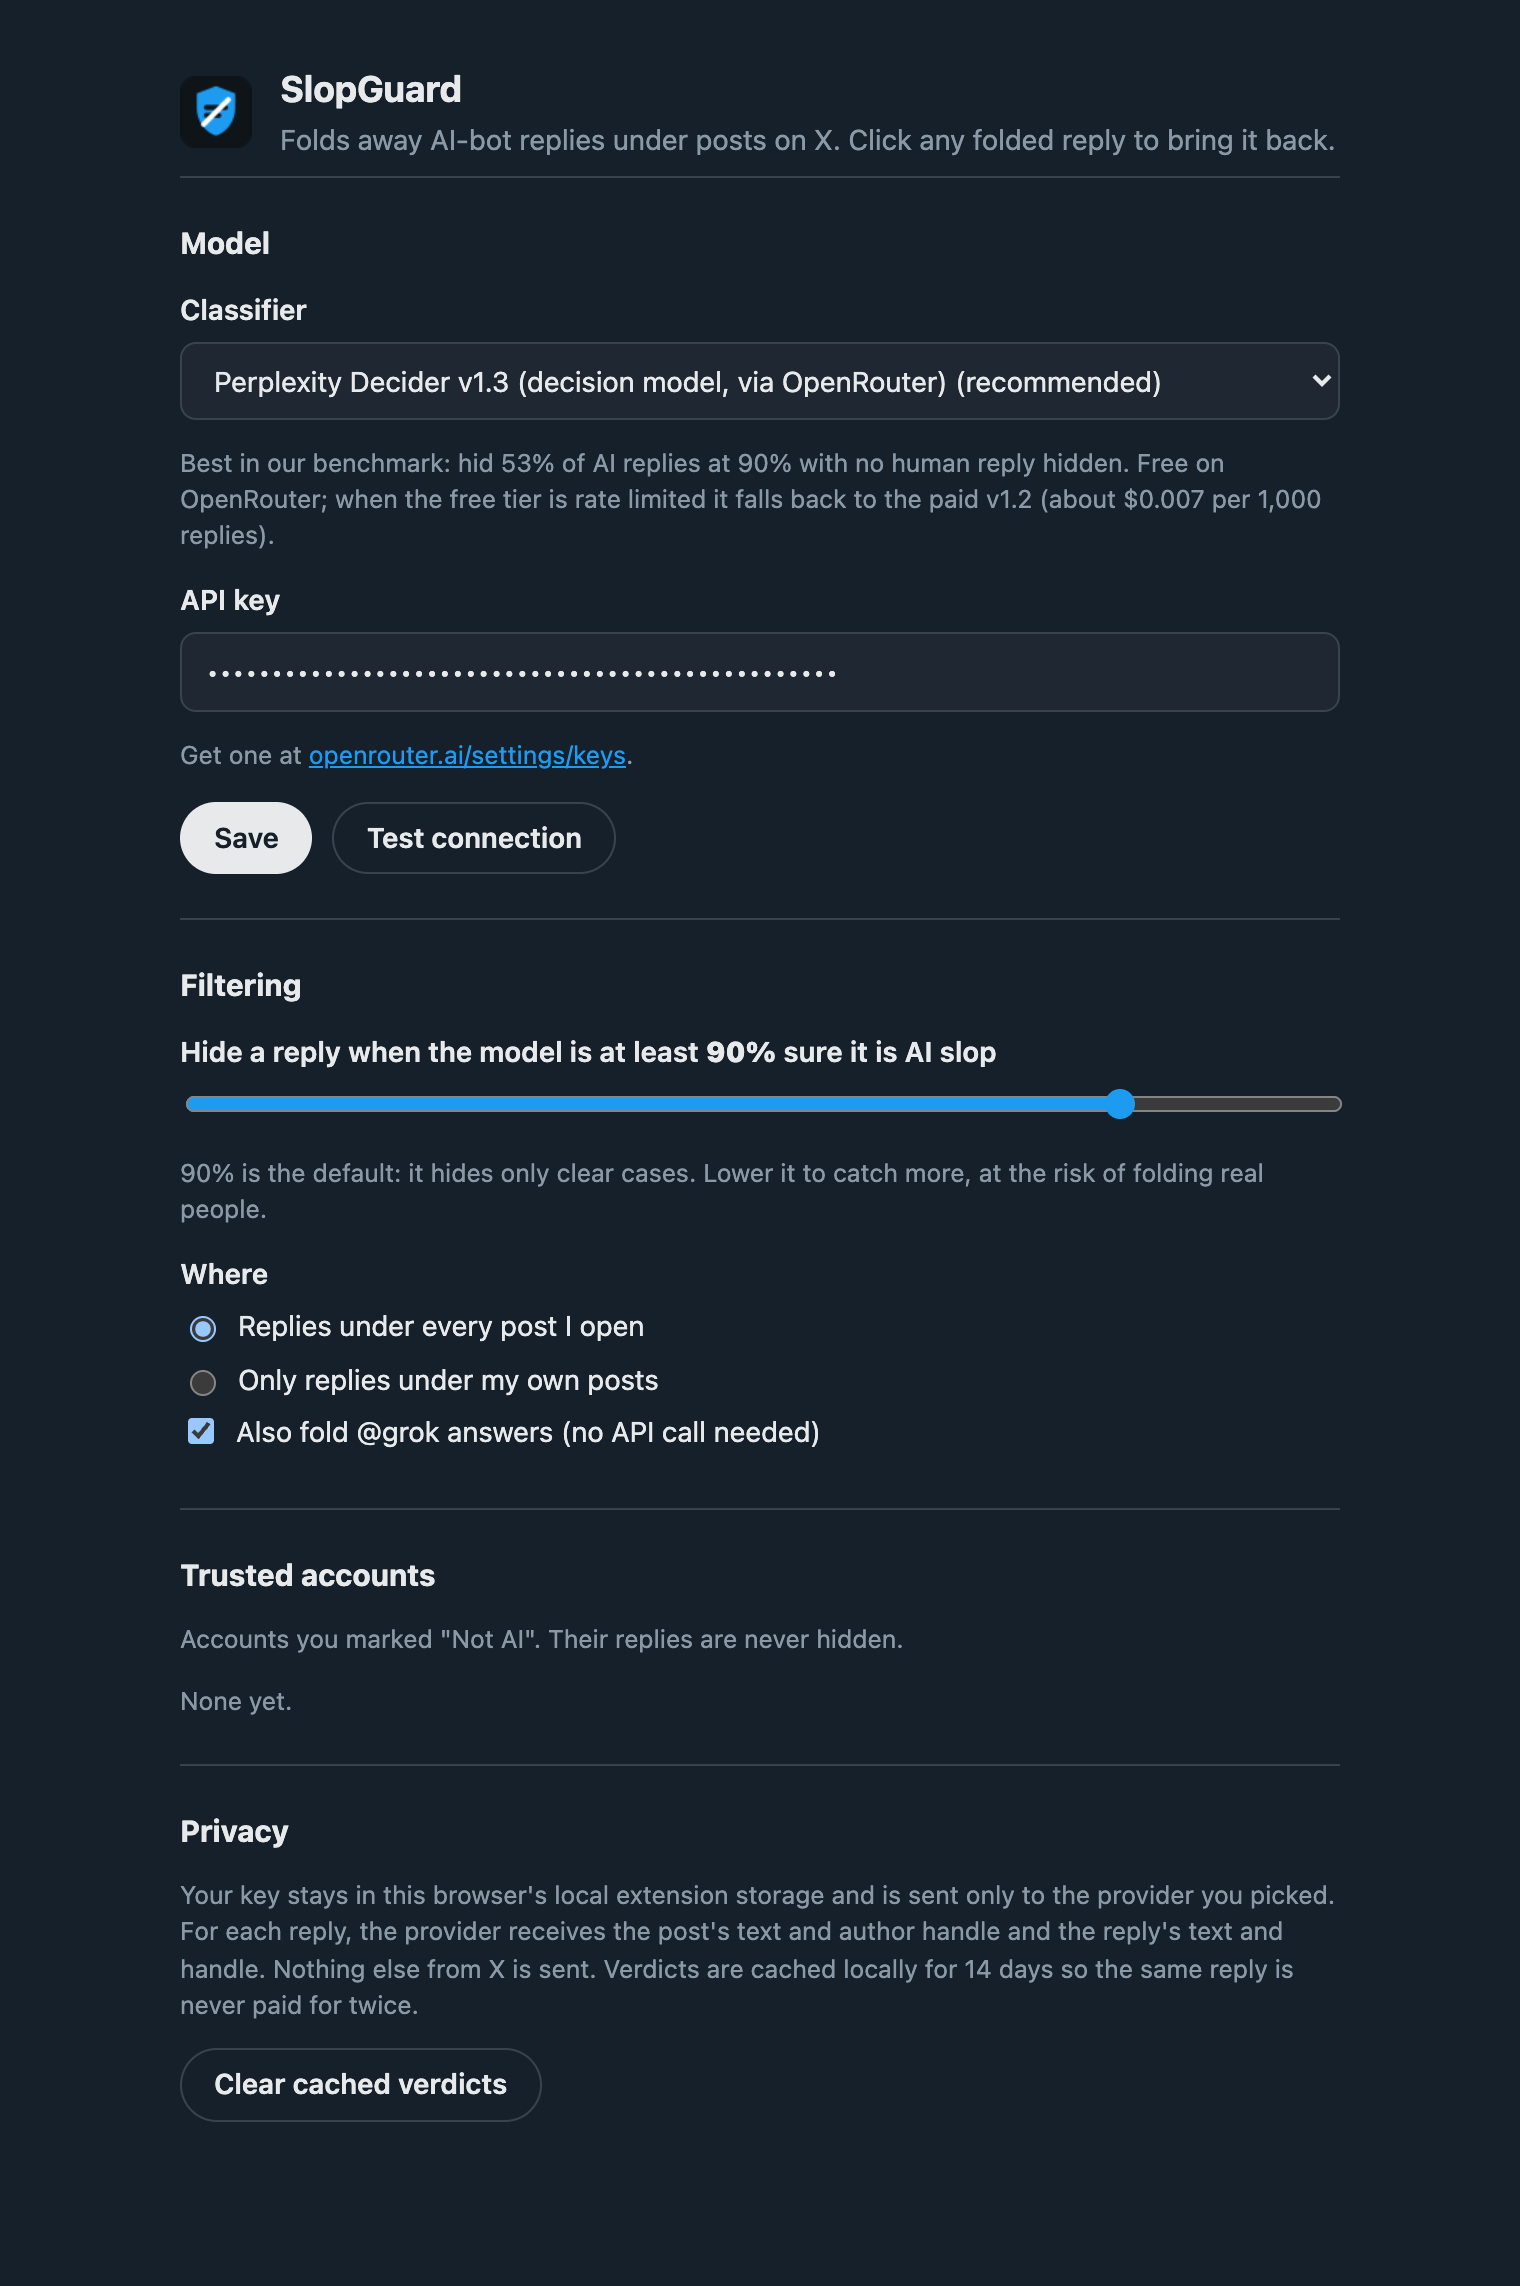 SlopGuard
Folds away AI-bot replies under posts on X. Click any folded reply to bring it back.
Model
Classifier
Perplexity Decider v1.3 (decision model, via OpenRouter) (recommended)
Best in our benchmark: hid 53% of AI replies at 90% with no human reply hidden. Free on
OpenRouter; when the free tier is rate limited it falls back to the paid v1.2 (about $0.007 per 1,000
replies).
API key
•••••••••••••••••••••••••••••••••••••••••••••••••
Get one at openrouter.ai/settings/keys.
Save
Test connection
Filtering
Hide a reply when the model is at least 90% sure it is AI slop
90% is the default: it hides only clear cases. Lower it to catch more, at the risk of folding real
people.
Where
Replies under every post I open
Only replies under my own posts
Also fold @grok answers (no API call needed)
Trusted accounts
Accounts you marked "Not AI". Their replies are never hidden.
None yet.
Privacy
Your key stays in this browser's local extension storage and is sent only to the provider you picked.
For each reply, the provider receives the post's text and author handle and the reply's text and
handle. Nothing else from X is sent. Verdicts are cached locally for 14 days so the same reply is
never paid for twice.
Clear cached verdicts